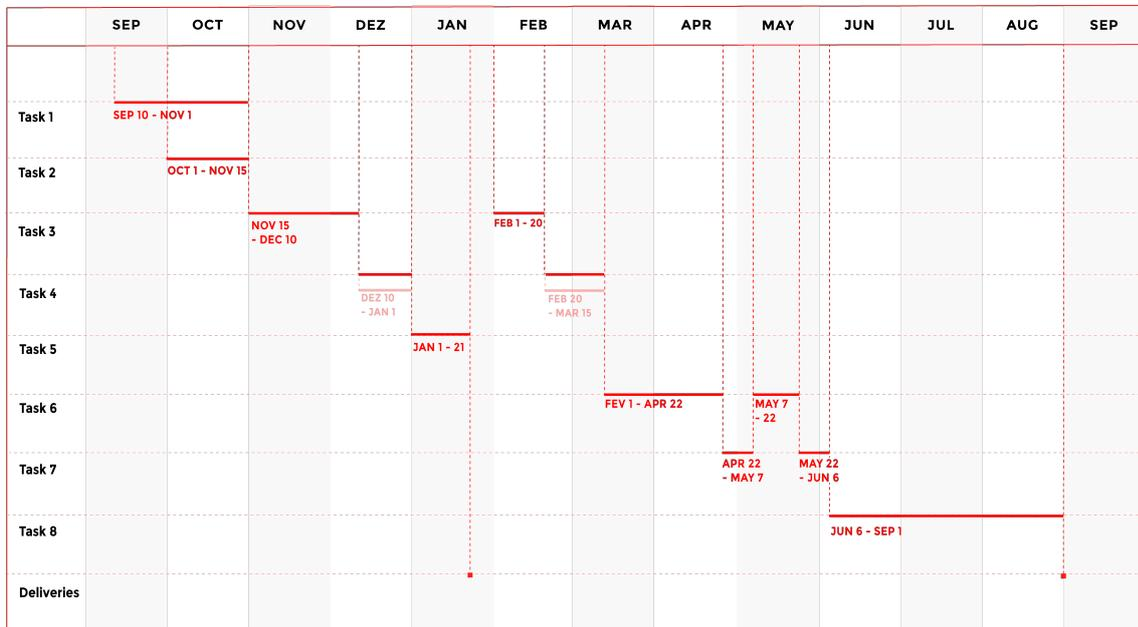 SEP OCT NOV DEZ JAN FEB MAR APR MAY JUN JUL AUG SEP
Task 1
SEP 10 - NOV 1
Task 2
OCT 1 - NOV 15
Task 3
NOV 15
- DEC 10
FEB 1 - 20
Task 4
DEZ 10
- JAN 1
FEB 20
- MAR 15
Task 5
JAN 1 - 21
Task 6
FEV 1 - APR 22
MAY 7
- 22
Task 7
APR 22
- MAY 7
MAY 22
- JUN 6
Task 8
JUN 6 - SEP 1
Deliveries